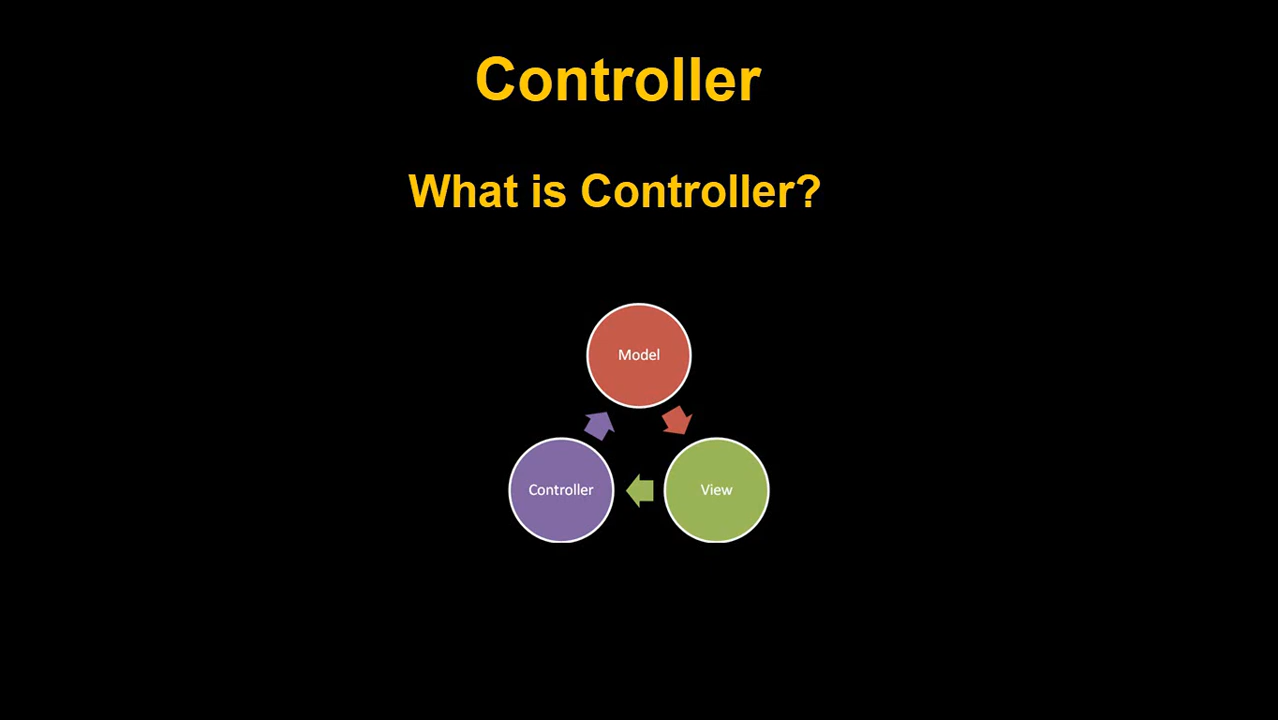 Controller
What is Controller?
Model
Controller
View